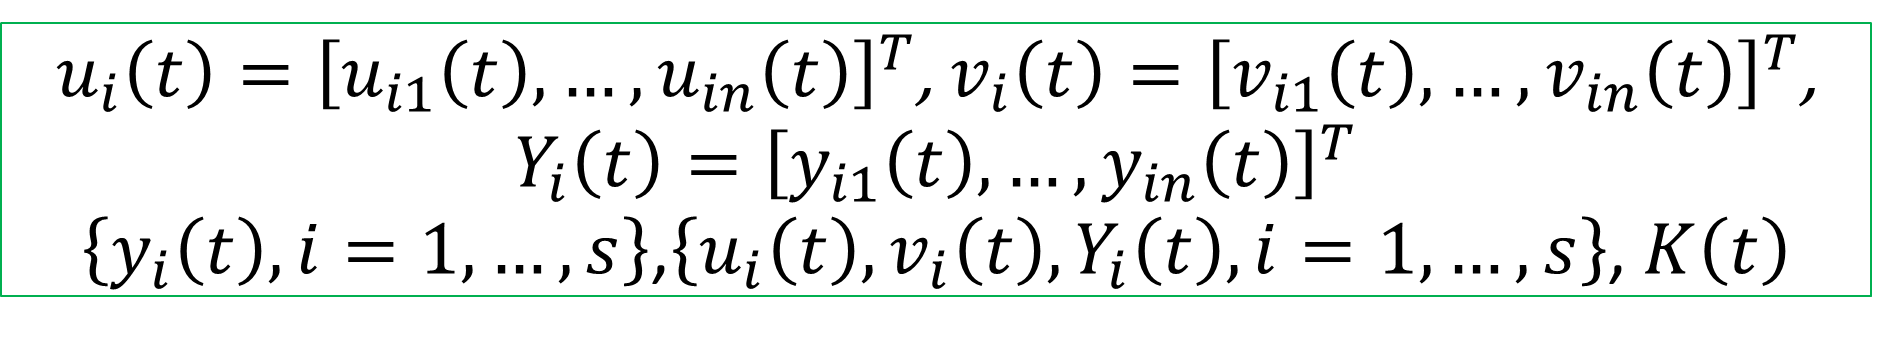 u_i(t) = [u_{i1}(t), … , u_{in}(t)]^T, v_i(t) = [v_{i1}(t), … , v_{in}(t)]^T,
Y_i(t) = [y_{i1}(t), … , y_{in}(t)]^T
{y_i(t), i = 1, … , s},{u_i(t), v_i(t), Y_i(t), i = 1, … , s}, K(t)